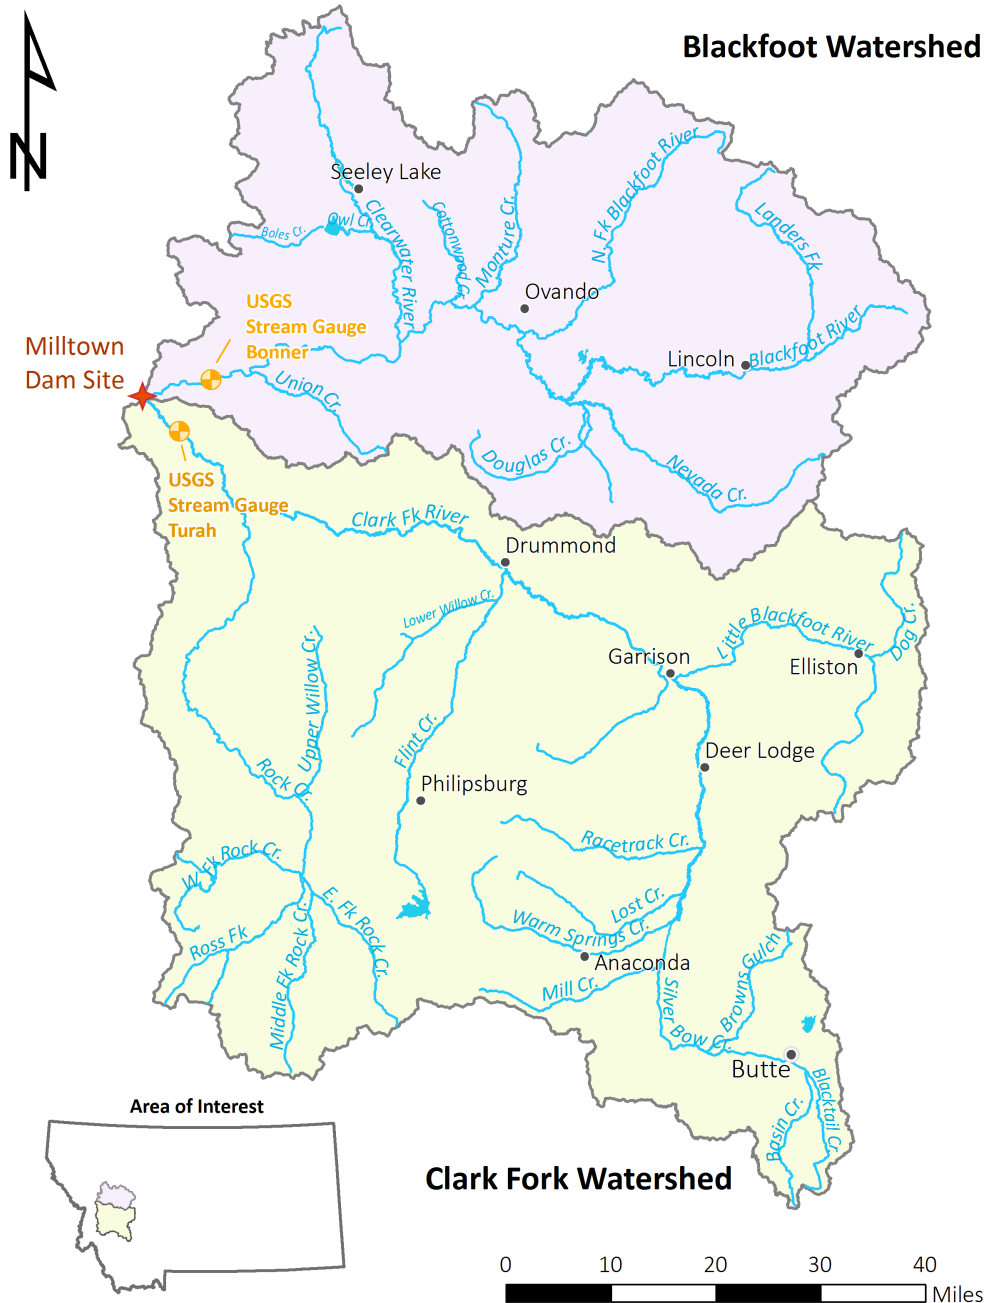 Blackfoot Watershed
N
Seeley Lake
Owl Cr.
Boles Cr.
Clearwater River
Cottonwood Cr.
Monture Cr.
N. Fk Blackfoot River
Landers Fk
Ovando
USGS
Stream Gauge
Bonner
Milltown
Dam Site
Lincoln
Blackfoot River
Union Cr.
Douglas Cr.
Nevada Cr.
USGS
Stream Gauge
Turah
Clark Fk River
Drummond
Lower Willow Cr.
Little Blackfoot River
Dog Cr.
Garrison
Elliston
Upper Willow Cr.
Flint Cr.
Deer Lodge
Rock Cr.
Philipsburg
Racetrack Cr.
W. Fk Rock Cr.
E. Fk Rock Cr.
Lost Cr.
Warm Springs Cr.
Ross Fk
Middle Fk Rock Cr.
Anaconda
Mill Cr.
Silver Bow Cr.
Browns Gulch
Butte
Blacktail Cr.
Basin Cr.
Area of Interest
Clark Fork Watershed
0 10 20 30 40
Miles